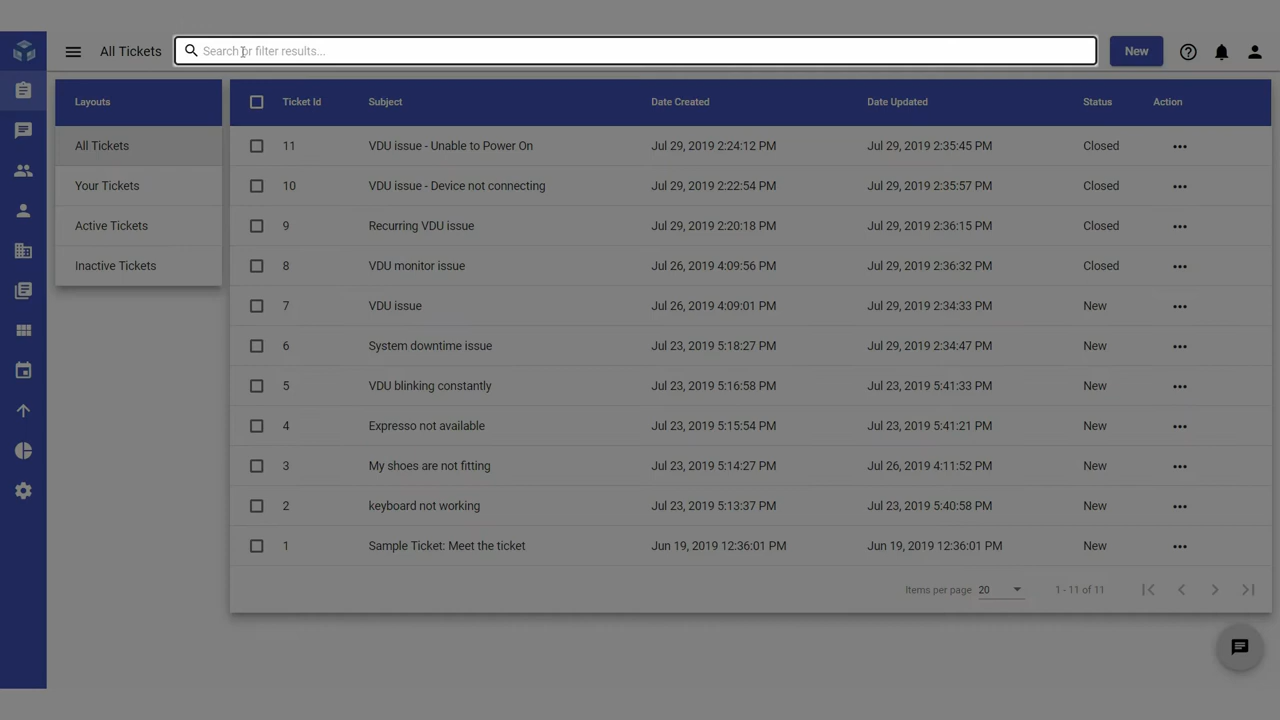 All Tickets
Search or filter results...
New
Layouts
All Tickets
Your Tickets
Active Tickets
Inactive Tickets
Ticket Id Subject Date Created Date Updated Status Action
11 VDU issue - Unable to Power On Jul 29, 2019 2:24:12 PM Jul 29, 2019 2:35:45 PM Closed
10 VDU issue - Device not connecting Jul 29, 2019 2:22:54 PM Jul 29, 2019 2:35:57 PM Closed
9 Recurring VDU issue Jul 29, 2019 2:20:18 PM Jul 29, 2019 2:36:15 PM Closed
8 VDU monitor issue Jul 26, 2019 4:09:56 PM Jul 29, 2019 2:36:32 PM Closed
7 VDU issue Jul 26, 2019 4:09:01 PM Jul 29, 2019 2:34:33 PM New
6 System downtime issue Jul 23, 2019 5:18:27 PM Jul 29, 2019 2:34:47 PM New
5 VDU blinking constantly Jul 23, 2019 5:16:58 PM Jul 23, 2019 5:41:33 PM New
4 Expresso not available Jul 23, 2019 5:15:54 PM Jul 23, 2019 5:41:21 PM New
3 My shoes are not fitting Jul 23, 2019 5:14:27 PM Jul 26, 2019 4:11:52 PM New
2 keyboard not working Jul 23, 2019 5:13:37 PM Jul 23, 2019 5:40:58 PM New
1 Sample Ticket: Meet the ticket Jun 19, 2019 12:36:01 PM Jun 19, 2019 12:36:01 PM New
Items per page 20 1 - 11 of 11